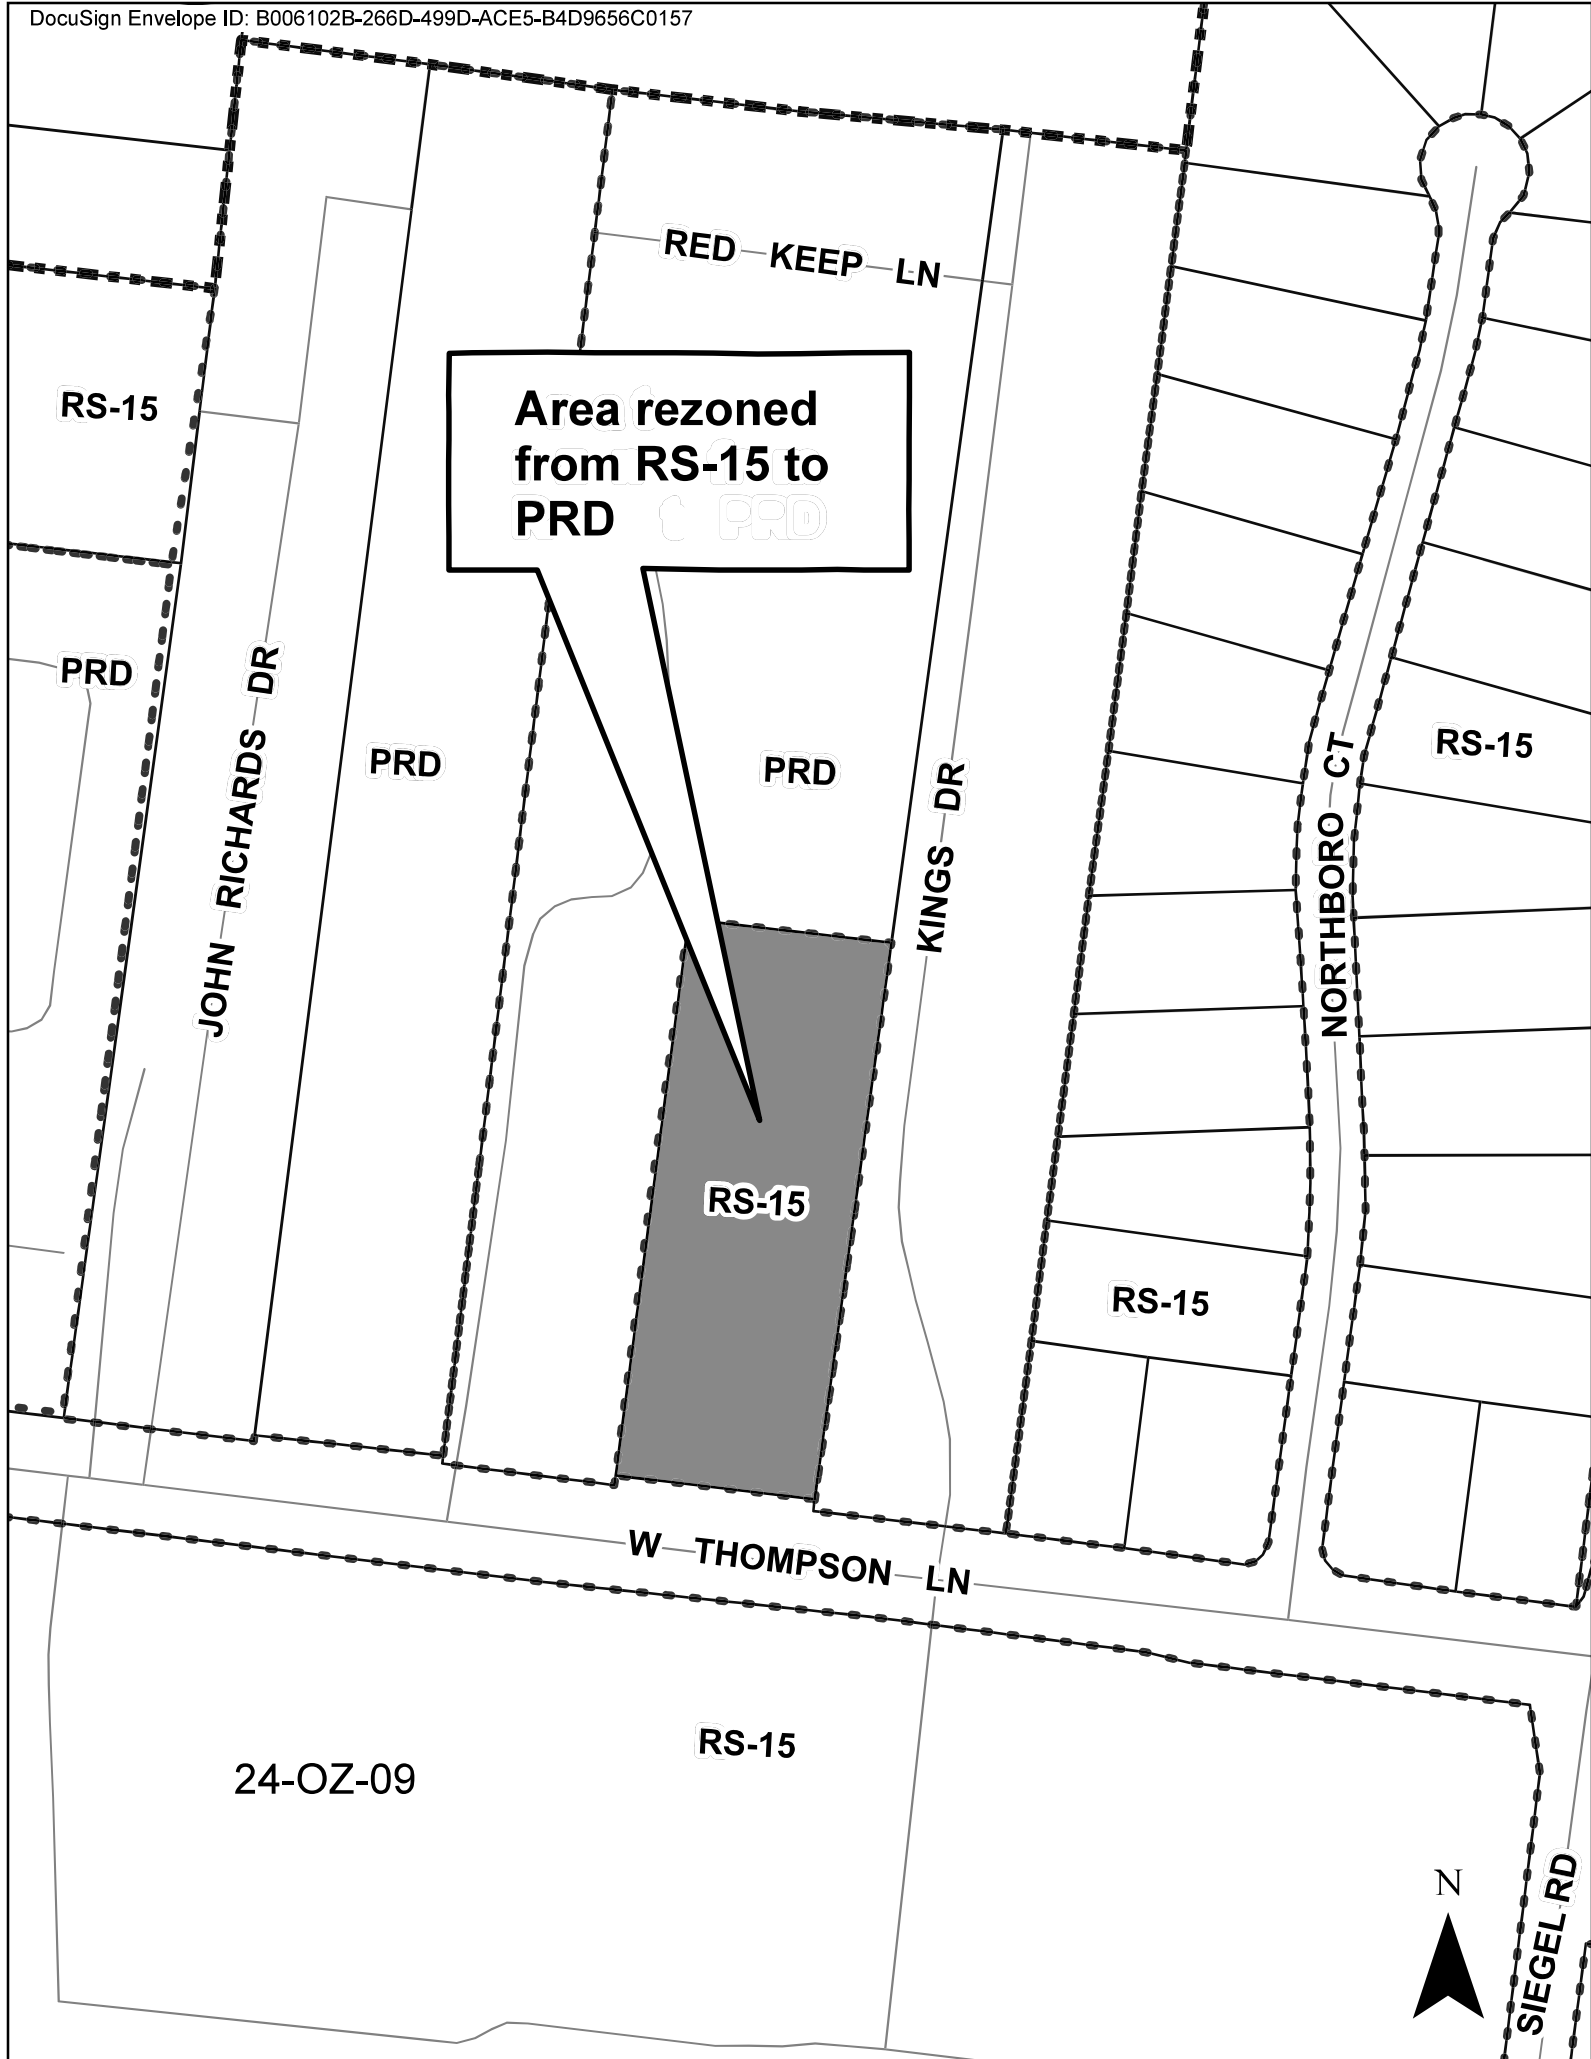 DocuSign Envelope ID: B006102B-266D-499D-ACE5-B4D9656C0157
RED KEEP LN
RS-15
Area rezoned
from RS-15 to
PRD
PRD
JOHN RICHARDS DR
PRD
PRD
KINGS DR
NORTHBORO CT
RS-15
RS-15
RS-15
W THOMPSON LN
RS-15
24-OZ-09
N
SIEGEL RD